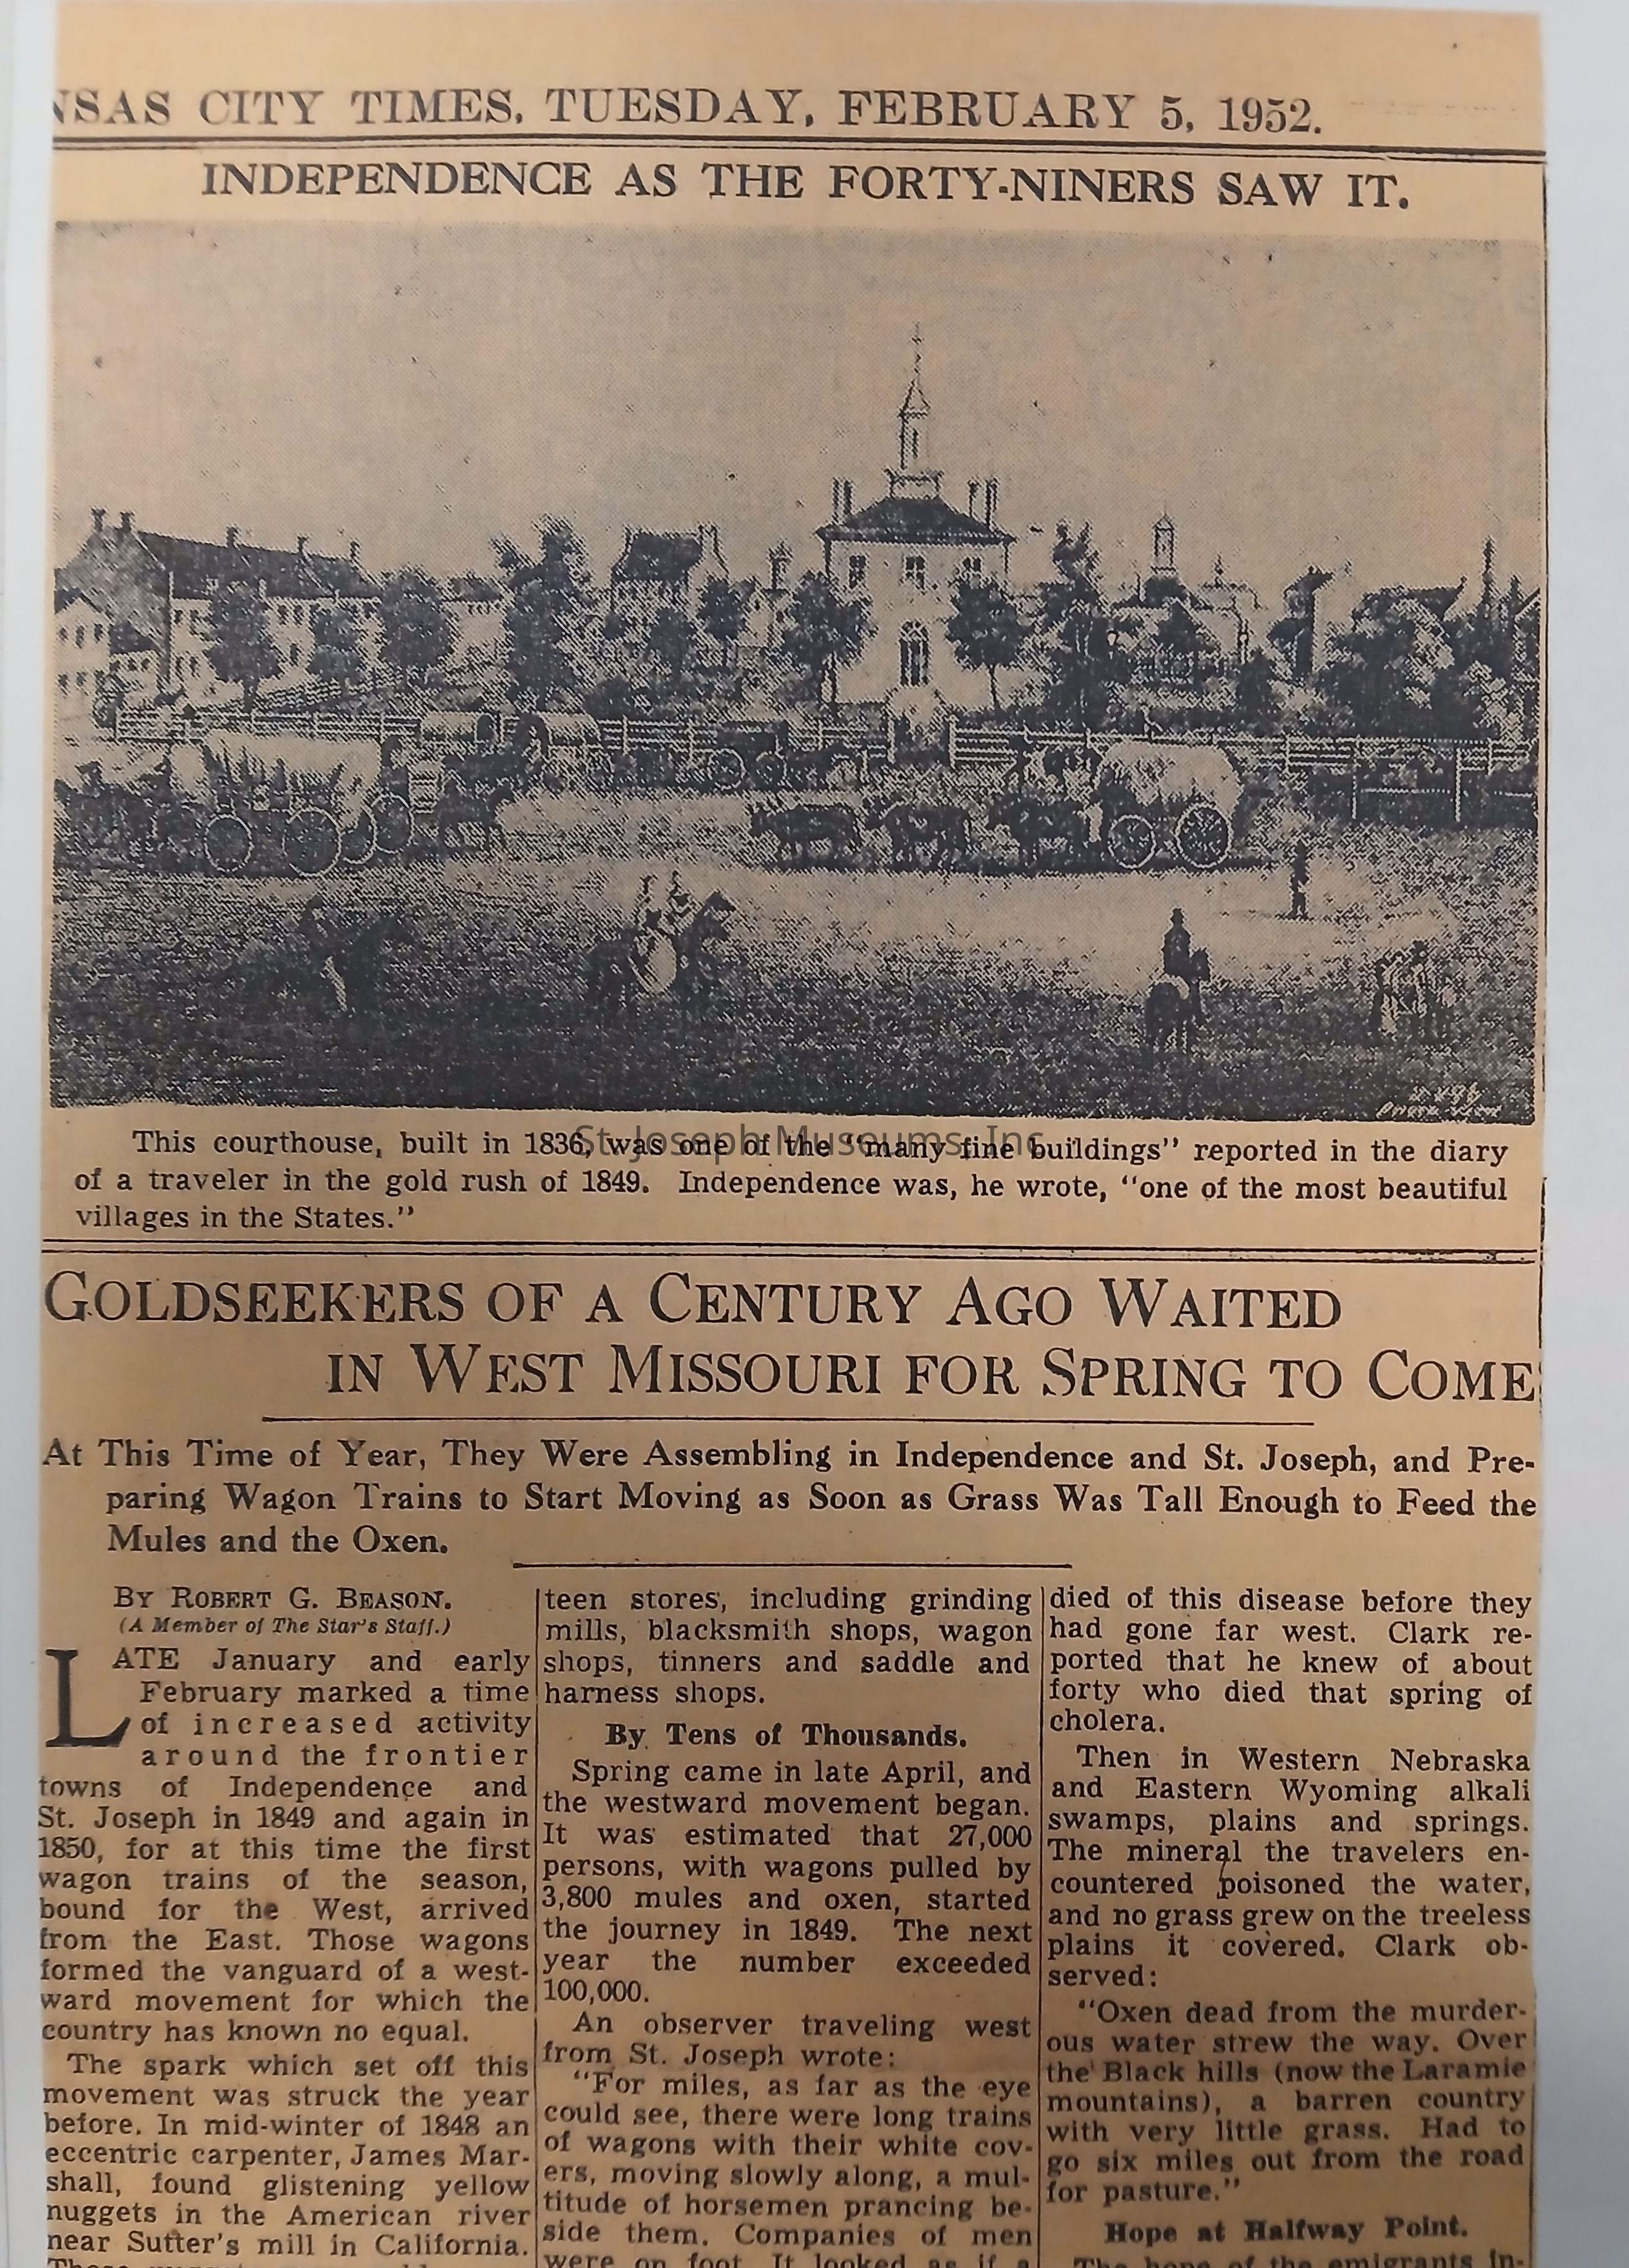 NSAS CITY TIMES, TUESDAY, FEBRUARY 5, 1952.
INDEPENDENCE AS THE FORTY-NINERS SAW IT.
This courthouse, built in 1836, was one of the "many fine buildings" reported in the diary
of a traveler in the gold rush of 1849. Independence was, he wrote, "one of the most beautiful
villages in the States."
St. Joseph Museums, Inc.
GOLDSEEKERS OF A CENTURY AGO WAITED
IN WEST MISSOURI FOR SPRING TO COME
At This Time of Year, They Were Assembling in Independence and St. Joseph, and Pre-
paring Wagon Trains to Start Moving as Soon as Grass Was Tall Enough to Feed the
Mules and the Oxen.
BY ROBERT G. BEASON.
(A Member of The Star's Staff.)
LATE January and early
February marked a time
of increased activity
around the frontier
towns of Independence and
St. Joseph in 1849 and again in
1850, for at this time the first
wagon trains of the season,
bound for the West, arrived
from the East. Those wagons
formed the vanguard of a west-
ward movement for which the
country has known no equal.
The spark which set off this
movement was struck the year
before. In mid-winter of 1848 an
eccentric carpenter, James Mar-
shall, found glistening yellow
nuggets in the American river
near Sutter's mill in California.
teen stores, including grinding
mills, blacksmith shops, wagon
shops, tinners and saddle and
harness shops.
By Tens of Thousands.
Spring came in late April, and
the westward movement began.
It was estimated that 27,000
persons, with wagons pulled by
3,800 mules and oxen, started
the journey in 1849. The next
year the number exceeded
100,000.
An observer traveling west
from St. Joseph wrote:
"For miles, as far as the eye
could see, there were long trains
of wagons with their white cov-
ers, moving slowly along, a mul-
titude of horsemen prancing be-
side them. Companies of men
were on foot. It looked as if a
died of this disease before they
had gone far west. Clark re-
ported that he knew of about
forty who died that spring of
cholera.
Then in Western Nebraska
and Eastern Wyoming alkali
swamps, plains and springs.
The mineral the travelers en-
countered poisoned the water,
and no grass grew on the treeless
plains it covered. Clark ob-
served:
"Oxen dead from the murder-
ous water strew the way. Over
the Black hills (now the Laramie
mountains), a barren country
with very little grass. Had to
go six miles out from the road
for pasture."
Hope at Halfway Point.
The hope of the emigrants in-